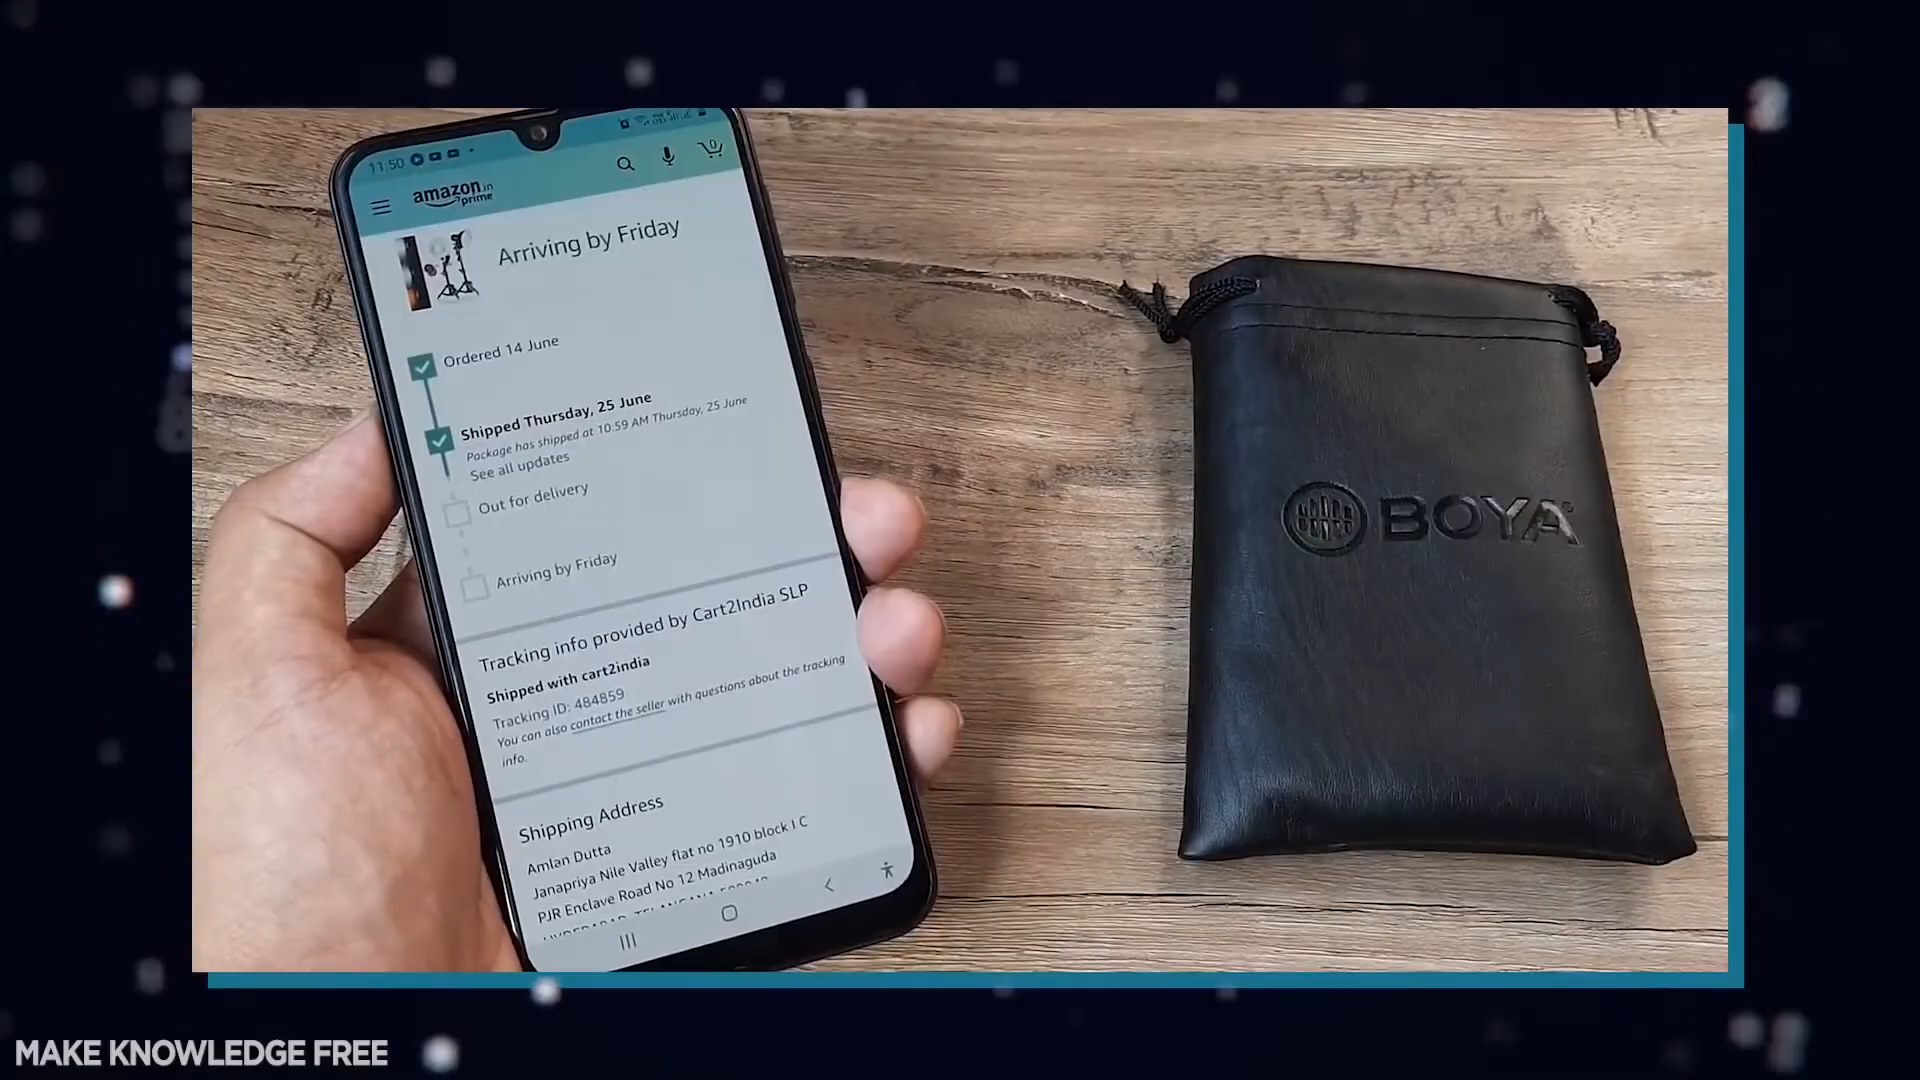 11:50
amazon.in
prime
0
Arriving by Friday
Ordered 14 June
Shipped Thursday, 25 June
Package has shipped at 10:59 AM Thursday, 25 June
See all updates
Out for delivery
Arriving by Friday
Tracking info provided by Cart2India SLP
Shipped with cart2india
Tracking ID: 484859
You can also contact the seller with questions about the tracking
info.
Shipping Address
Amlan Dutta
Janapriya Nile Valley flat no 1910 block I C
PJR Enclave Road No 12 Madinaguda
BOYA
MAKE KNOWLEDGE FREE